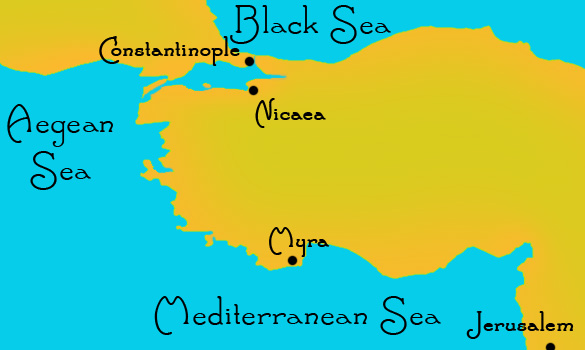 Black Sea
Constantinople
Nicaea
Aegean
Sea
Myra
Mediterranean Sea
Jerusalem